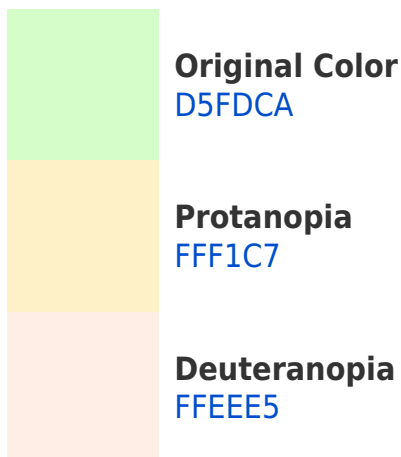 Original Color
D5FDCA
Protanopia
FFF1C7
Deuteranopia
FFEEE5